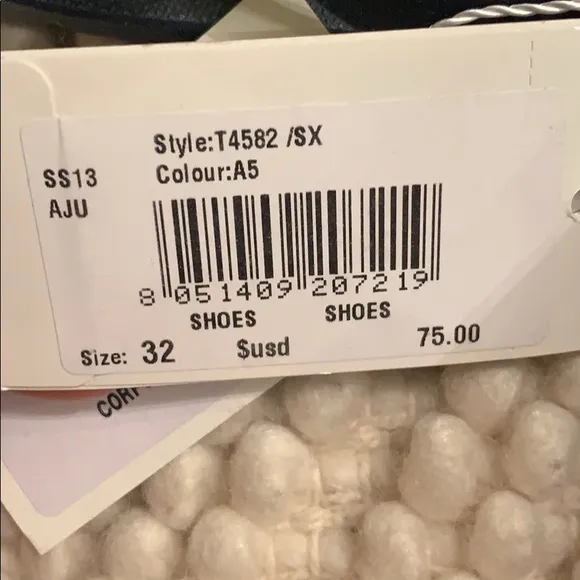 Style:T4582 /SX
SS13 Colour:A5
AJU
8 051409 207219
SHOES SHOES
Size: 32 $usd 75.00